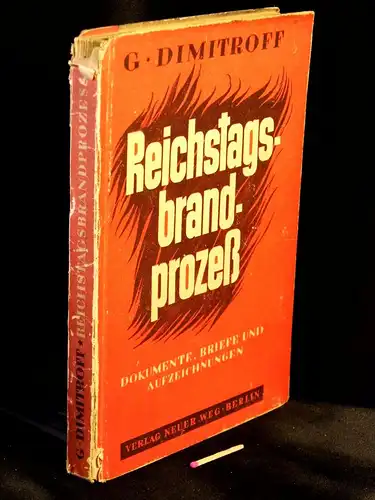 G · DIMITROFF
Reichstags-
brand-
prozeß
DOKUMENTE, BRIEFE UND
AUFZEICHNUNGEN
VERLAG NEUER WEG · BERLIN
G · DIMITROFF · REICHSTAGSBRANDPROZESS